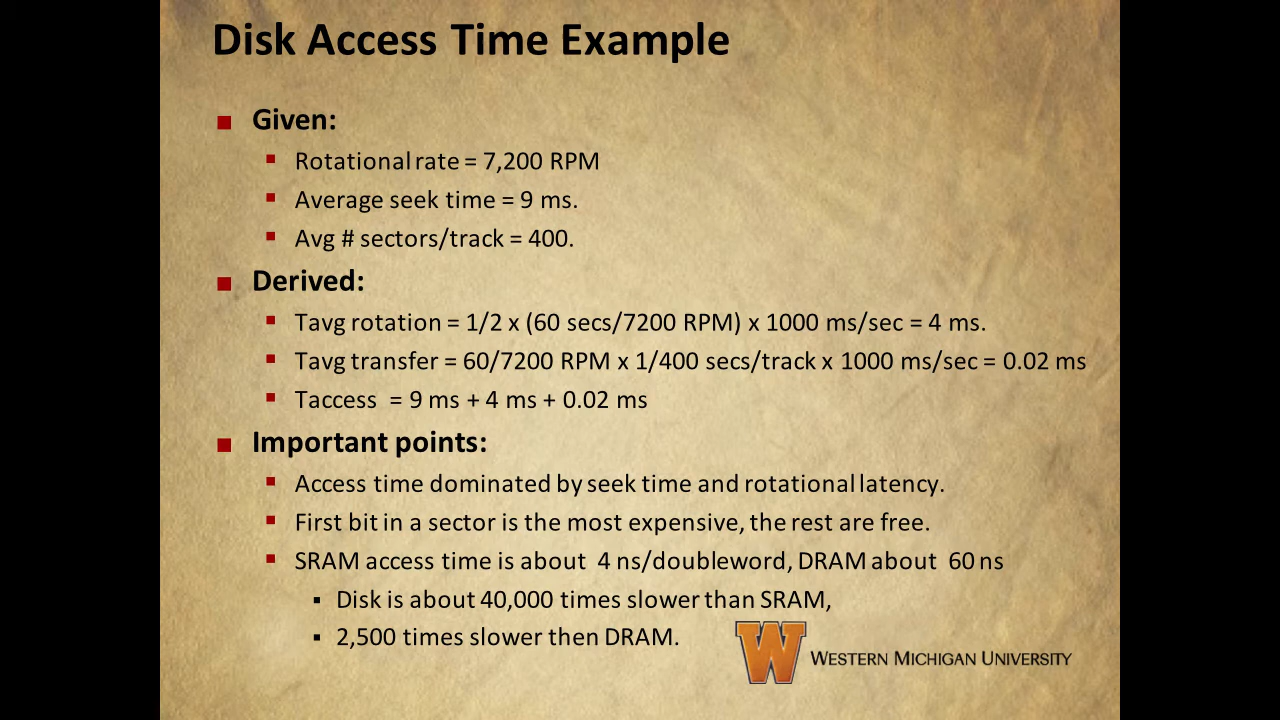 Disk Access Time Example
Given:
Rotational rate = 7,200 RPM
Average seek time = 9 ms.
Avg # sectors/track = 400.
Derived:
Tavg rotation = 1/2 x (60 secs/7200 RPM) x 1000 ms/sec = 4 ms.
Tavg transfer = 60/7200 RPM x 1/400 secs/track x 1000 ms/sec = 0.02 ms
Taccess = 9 ms + 4 ms + 0.02 ms
Important points:
Access time dominated by seek time and rotational latency.
First bit in a sector is the most expensive, the rest are free.
SRAM access time is about 4 ns/doubleword, DRAM about 60 ns
Disk is about 40,000 times slower than SRAM,
2,500 times slower then DRAM.
W WESTERN MICHIGAN UNIVERSITY